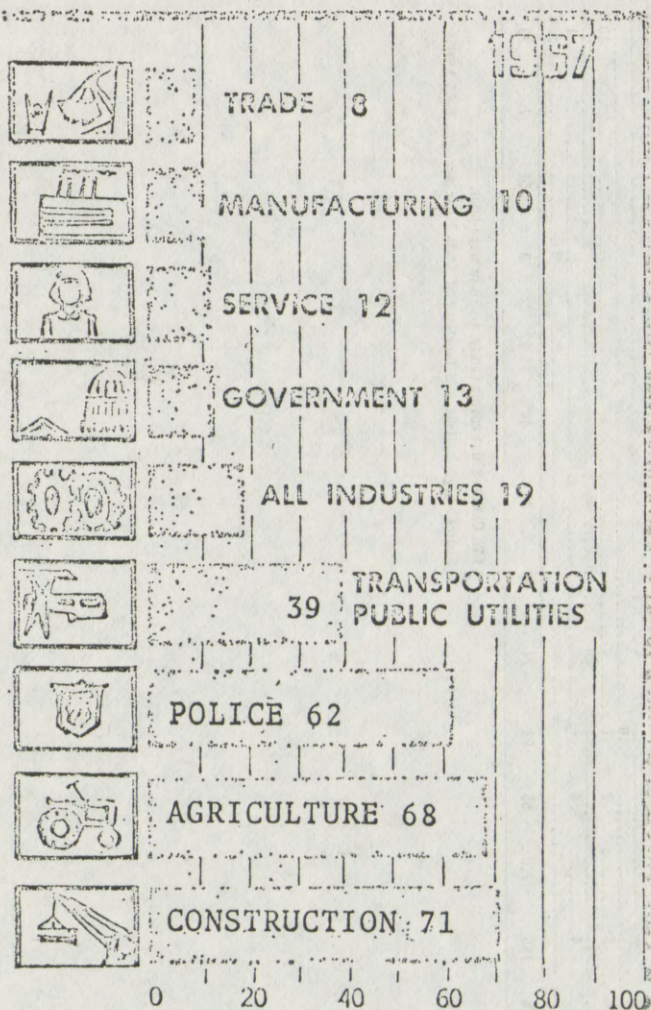 1967
TRADE 8
MANUFACTURING 10
SERVICE 12
GOVERNMENT 13
ALL INDUSTRIES 19
TRANSPORTATION
39 PUBLIC UTILITIES
POLICE 62
AGRICULTURE 68
CONSTRUCTION 71
0 20 40 60 80 100